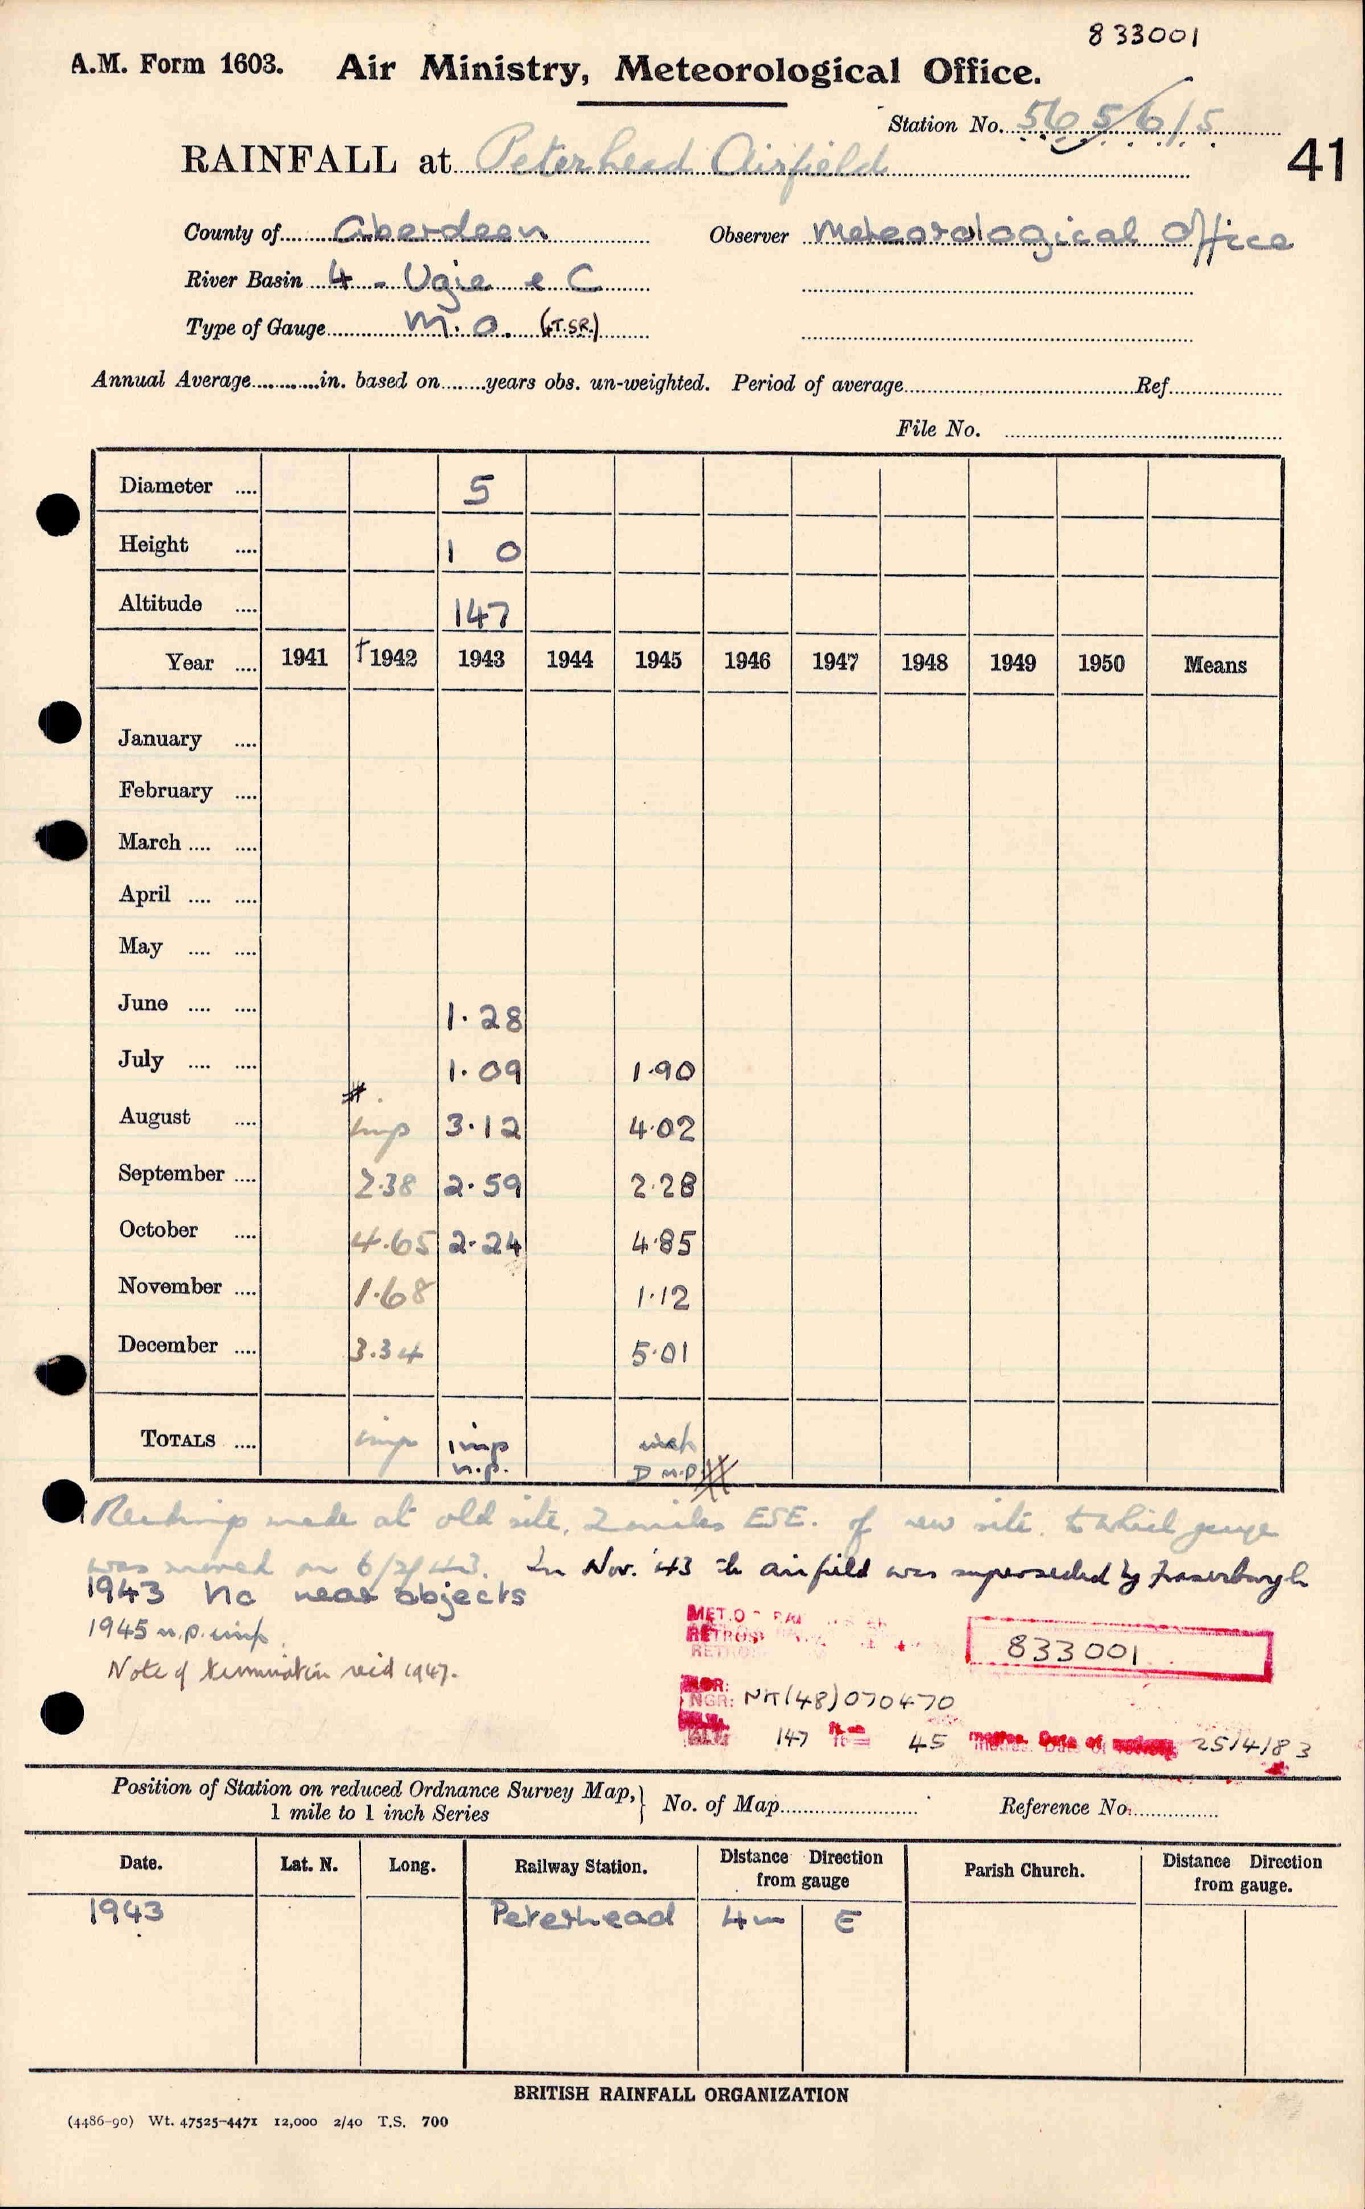 833001
A.M. Form 1603. Air Ministry, Meteorological Office.
Station No. 56 5/6/5
RAINFALL at Peterhead Airfield 41
County of Aberdeen Observer Meteorological Office
River Basin 4 - Ugie & C
Type of Gauge M.O. (4T.SR.)
Annual Average............in. based on........years obs. un-weighted. Period of average........Ref........
File No.
Diameter .... 5
Height .... 1 0
Altitude .... 147
Year .... 1941 †1942 1943 1944 1945 1946 1947 1948 1949 1950 Means
January ....
February ....
March .... ....
April .... ....
May .... ....
June .... .... 1.28
July .... .... 1.09 1.90
August .... imp 3.12 4.02
September .... 2.38 2.59 2.28
October .... 4.65 2.24 4.85
November .... 1.68 1.12
December .... 3.34 5.01
TOTALS .... imp imp
n.p. D n.p.
† Readings made at old site, 2 miles ESE. of new site, to which gauge
was moved on 6/2/43. In Nov. '43 the airfield was superseded by Fraserburgh
1943 No near objects
1945 n.p. imp.
Note of termination recd 1947.
MET.O
RETROS
833001
NGR: NK(48)070470
ALT: 147 ft = 45 metres. Date of 25/4/83
Position of Station on reduced Ordnance Survey Map, 1 mile to 1 inch Series } No. of Map........ Reference No.........
Date. Lat. N. Long. Railway Station. Distance Direction from gauge Parish Church. Distance Direction from gauge.
1943 Peterhead 4m E
BRITISH RAINFALL ORGANIZATION
(4486-90) Wt. 47525-4471 12,000 2/40 T.S. 700